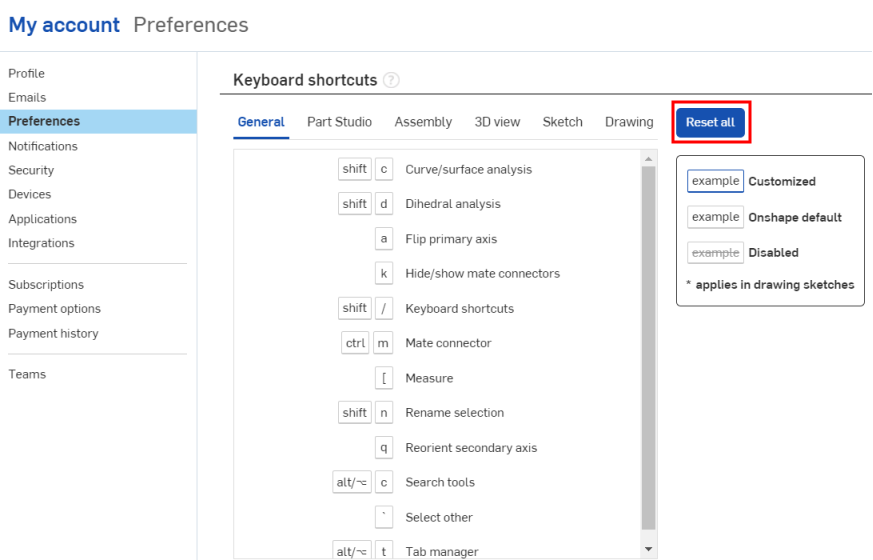 My account Preferences
Profile
Emails
Preferences
Notifications
Security
Devices
Applications
Integrations
Subscriptions
Payment options
Payment history
Teams
Keyboard shortcuts ?
General Part Studio Assembly 3D view Sketch Drawing Reset all
shift c Curve/surface analysis
shift d Dihedral analysis
a Flip primary axis
k Hide/show mate connectors
shift / Keyboard shortcuts
ctrl m Mate connector
[ Measure
shift n Rename selection
q Reorient secondary axis
alt/⌥ c Search tools
` Select other
alt/⌥ t Tab manager
example Customized
example Onshape default
example Disabled
* applies in drawing sketches